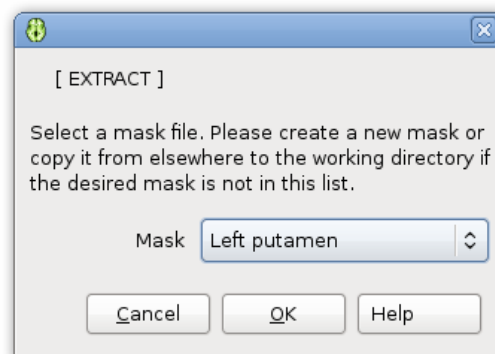 [ EXTRACT ]
Select a mask file. Please create a new mask or
copy it from elsewhere to the working directory if
the desired mask is not in this list.
Mask Left putamen
Cancel OK Help